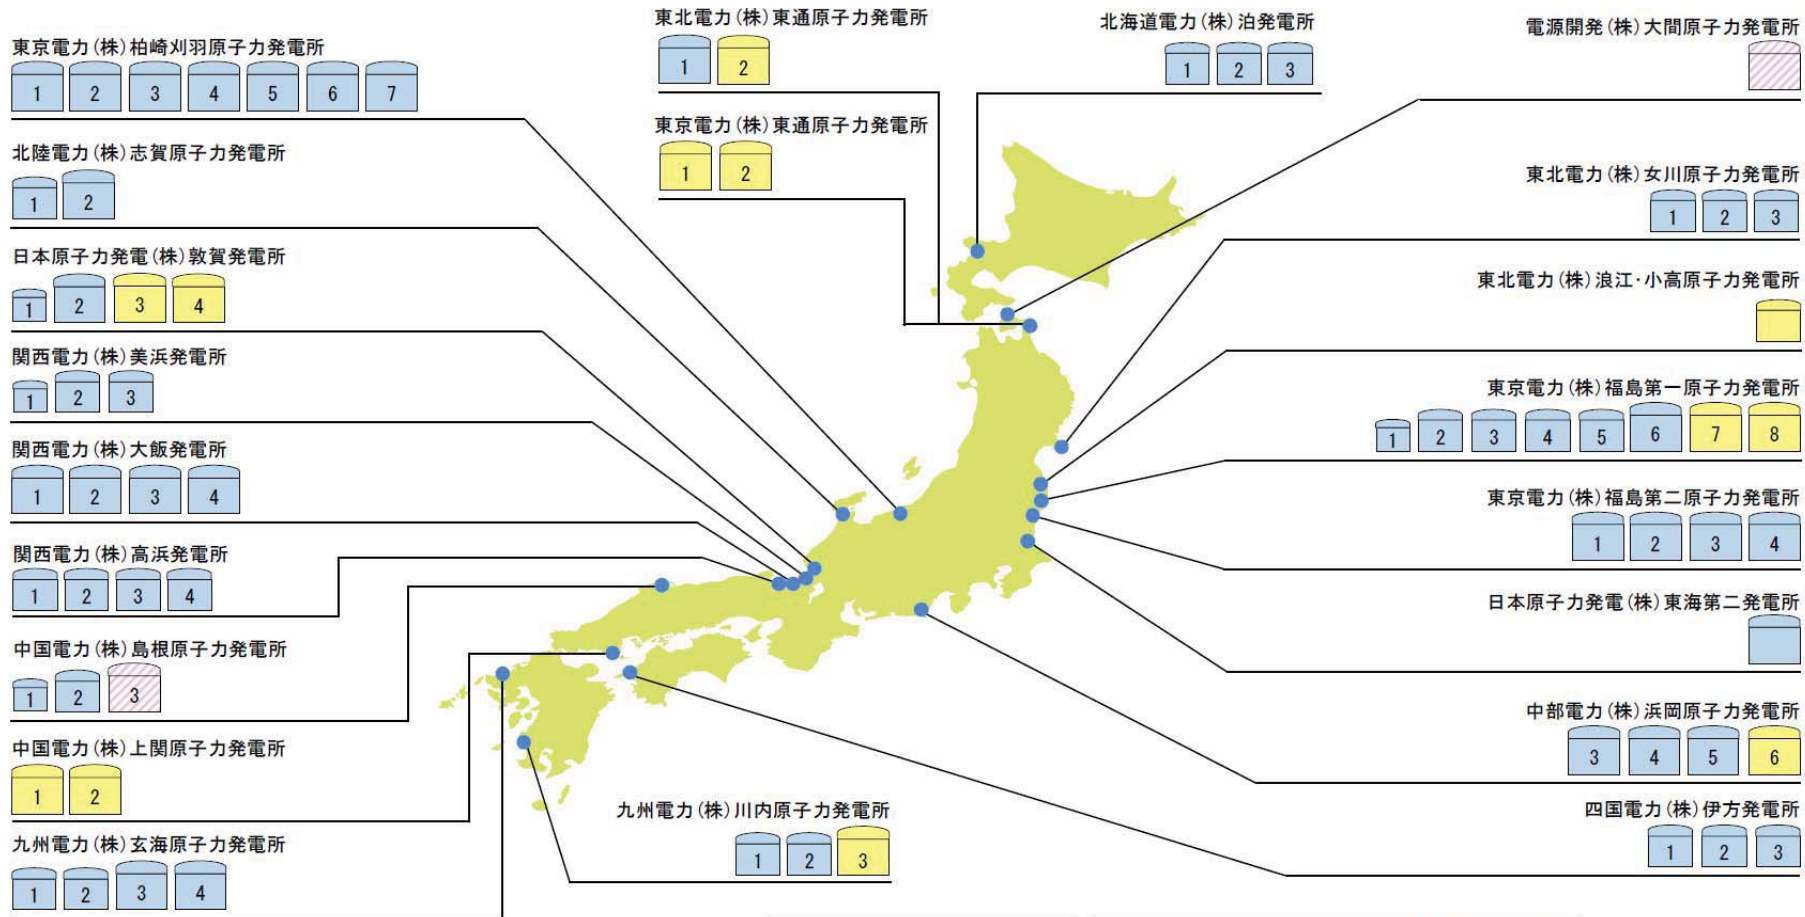 東京電力(株)柏崎刈羽原子力発電所
1 2 3 4 5 6 7
北陸電力(株)志賀原子力発電所
1 2
日本原子力発電(株)敦賀発電所
1 2 3 4
関西電力(株)美浜発電所
1 2 3
関西電力(株)大飯発電所
1 2 3 4
関西電力(株)高浜発電所
1 2 3 4
中国電力(株)島根原子力発電所
1 2 3
中国電力(株)上関原子力発電所
1 2
九州電力(株)玄海原子力発電所
1 2 3 4
東北電力(株)東通原子力発電所
1 2
東京電力(株)東通原子力発電所
1 2
九州電力(株)川内原子力発電所
1 2 3
北海道電力(株)泊発電所
1 2 3
電源開発(株)大間原子力発電所
東北電力(株)女川原子力発電所
1 2 3
東北電力(株)浪江・小高原子力発電所
東京電力(株)福島第一原子力発電所
1 2 3 4 5 6 7 8
東京電力(株)福島第二原子力発電所
1 2 3 4
日本原子力発電(株)東海第二発電所
中部電力(株)浜岡原子力発電所
3 4 5 6
四国電力(株)伊方発電所
1 2 3